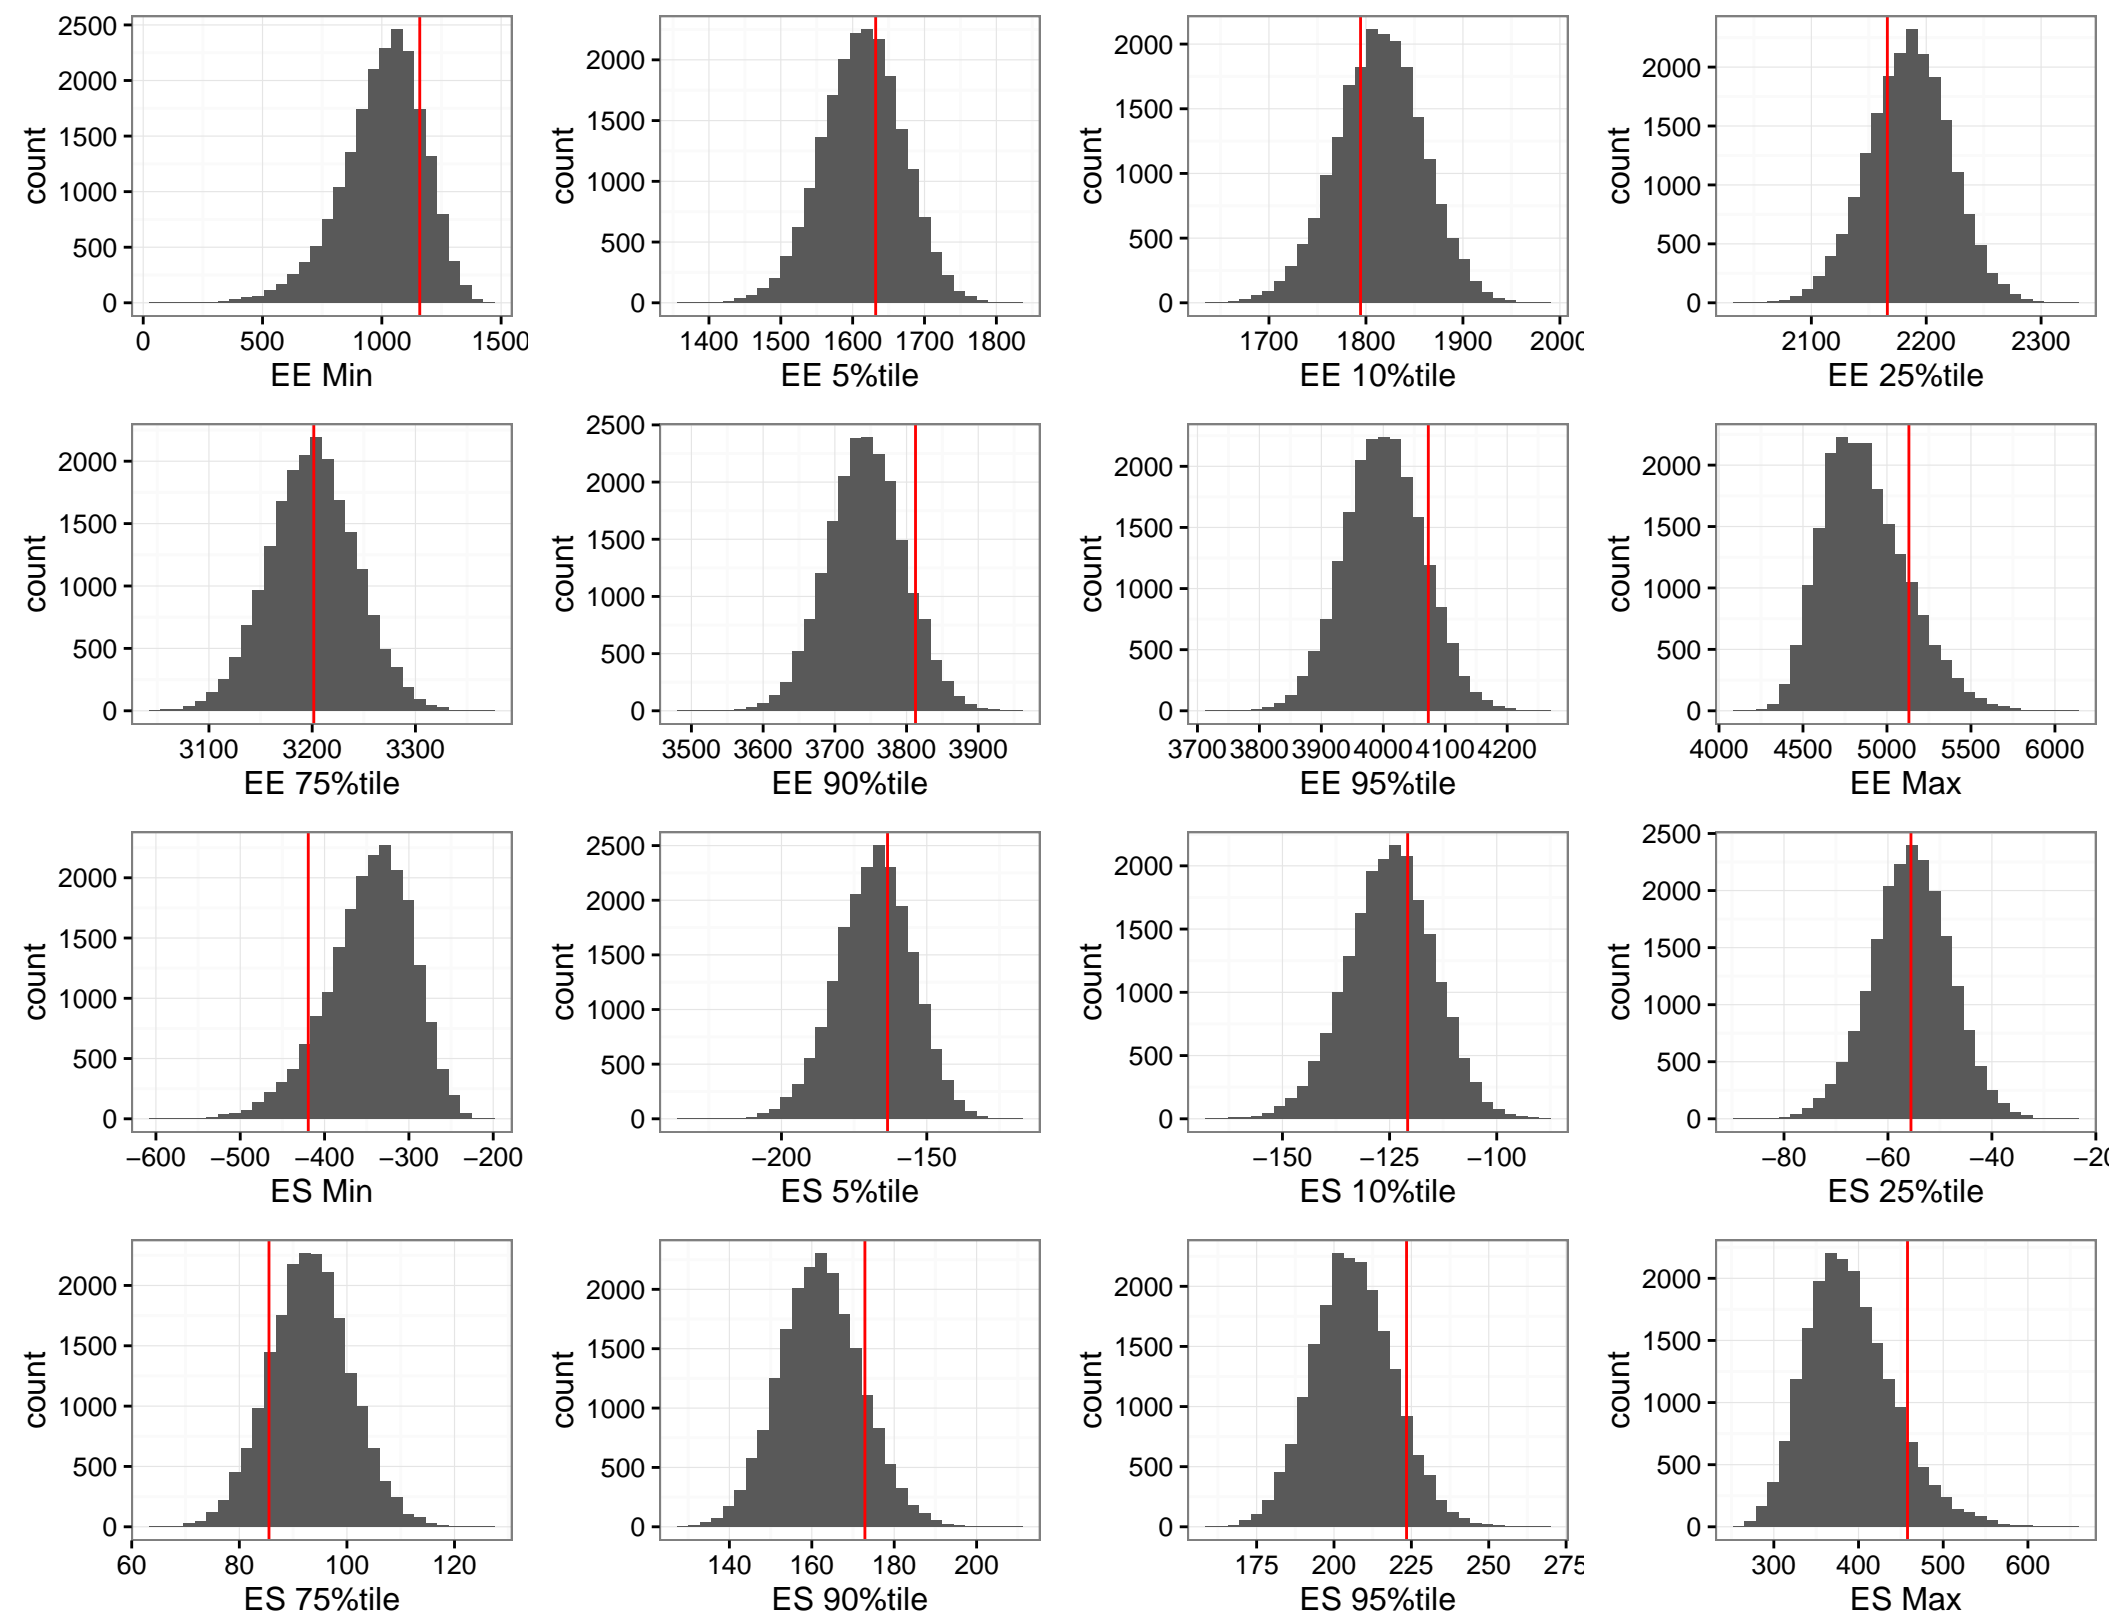 count
2500
2000
1500
1000
500
0
0 500 1000 1500
EE Min
count
2000
1500
1000
500
0
1400 1500 1600 1700 1800
EE 5%tile
count
2000
1500
1000
500
0
1700 1800 1900 2000
EE 10%tile
count
2000
1500
1000
500
0
2100 2200 2300
EE 25%tile
count
2000
1500
1000
500
0
3100 3200 3300
EE 75%tile
count
2500
2000
1500
1000
500
0
3500 3600 3700 3800 3900
EE 90%tile
count
2000
1500
1000
500
0
3700 3800 3900 4000 4100 4200
EE 95%tile
count
2000
1500
1000
500
0
4000 4500 5000 5500 6000
EE Max
count
2000
1500
1000
500
0
−600 −500 −400 −300 −200
ES Min
count
2500
2000
1500
1000
500
0
−200 −150
ES 5%tile
count
2000
1500
1000
500
0
−150 −125 −100
ES 10%tile
count
2500
2000
1500
1000
500
0
−80 −60 −40 −20
ES 25%tile
count
2000
1500
1000
500
0
60 80 100 120
ES 75%tile
count
2000
1500
1000
500
0
140 160 180 200
ES 90%tile
count
2000
1500
1000
500
0
175 200 225 250 275
ES 95%tile
count
2000
1500
1000
500
0
300 400 500 600
ES Max